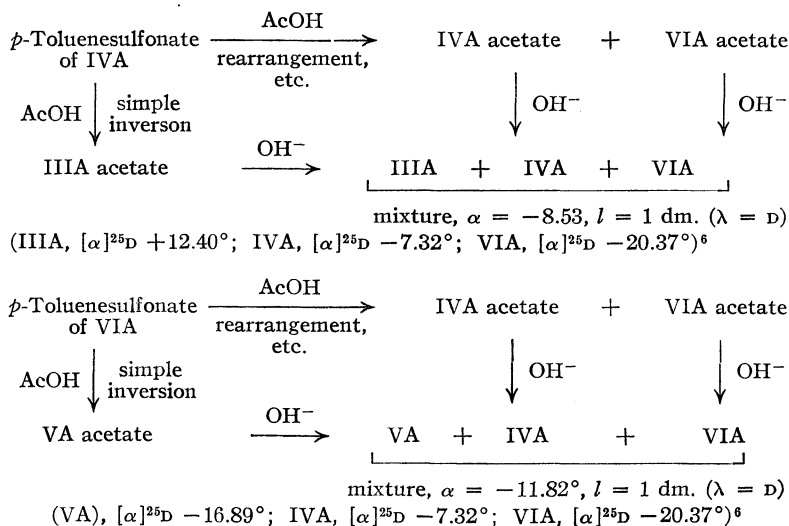 AcOH
p-Toluenesulfonate ⟶ IVA acetate + VIA acetate
of IVA rearrangement,
etc.
AcOH simple OH⁻ OH⁻
inverson
IIIA acetate OH⁻ ⟶ IIIA + IVA + VIA
mixture, α = −8.53, l = 1 dm. (λ = D)
(IIIA, [α]²⁵D +12.40°; IVA, [α]²⁵D −7.32°; VIA, [α]²⁵D −20.37°)⁶
AcOH
p-Toluenesulfonate ⟶ IVA acetate + VIA acetate
of VIA rearrangement,
etc.
AcOH simple OH⁻ OH⁻
inversion
VA acetate OH⁻ ⟶ VA + IVA + VIA
mixture, α = −11.82°, l = 1 dm. (λ = D)
(VA), [α]²⁵D −16.89°; IVA, [α]²⁵D −7.32°; VIA, [α]²⁵D −20.37°)⁶